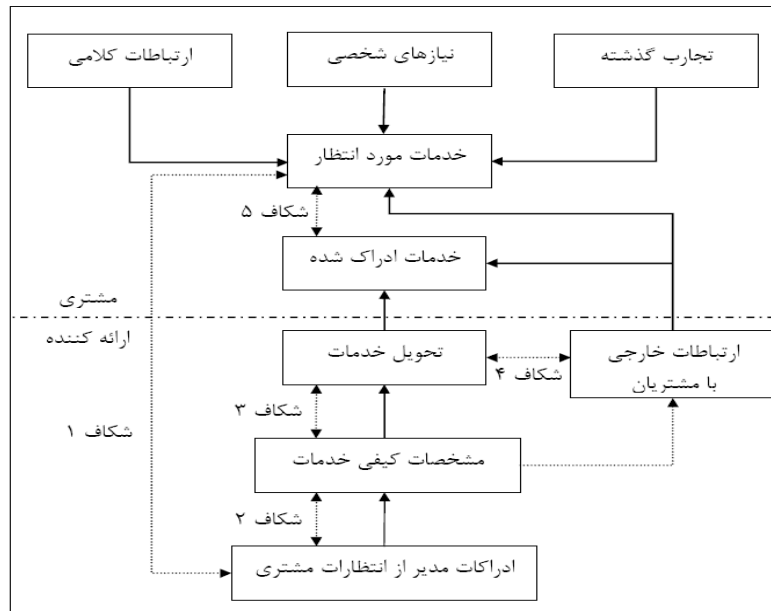 تجارب گذشته
نیازهای شخصی
ارتباطات کلامی
خدمات مورد انتظار
شکاف ۵
خدمات ادراک شده
مشتری
ارائه کننده
تحویل خدمات
ارتباطات خارجی
با مشتریان
شکاف ۴
شکاف ۳
شکاف ۱
مشخصات کیفی خدمات
شکاف ۲
ادراکات مدیر از انتظارات مشتری